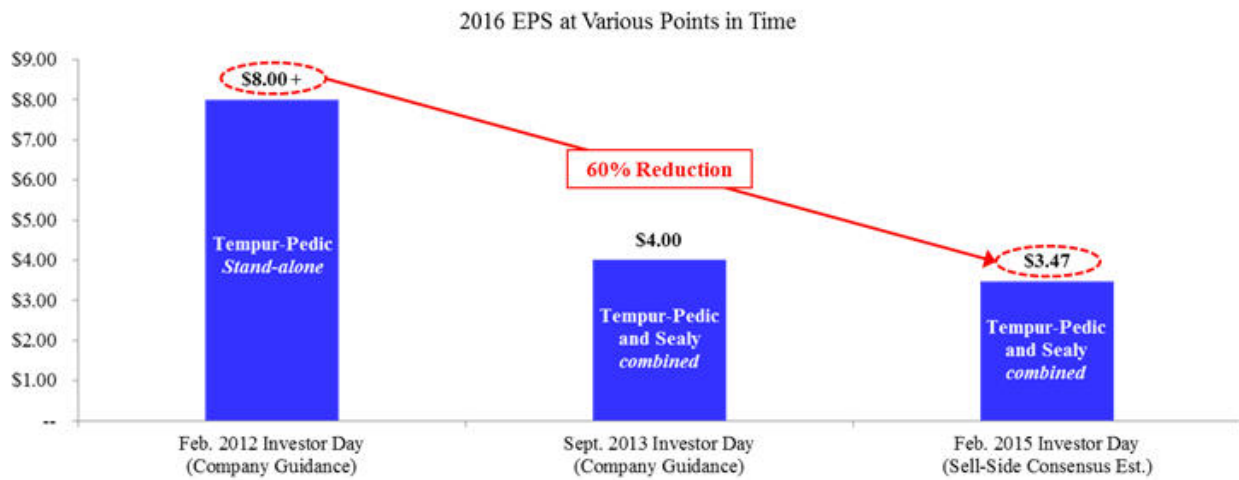 2016 EPS at Various Points in Time
$9.00
$8.00
$7.00
$6.00
$5.00
$4.00
$3.00
$2.00
$1.00
--
$8.00 +
60% Reduction
$4.00
$3.47
Tempur-Pedic
Stand-alone
Tempur-Pedic
and Sealy
combined
Tempur-Pedic
and Sealy
combined
Feb. 2012 Investor Day
(Company Guidance)
Sept. 2013 Investor Day
(Company Guidance)
Feb. 2015 Investor Day
(Sell-Side Consensus Est.)